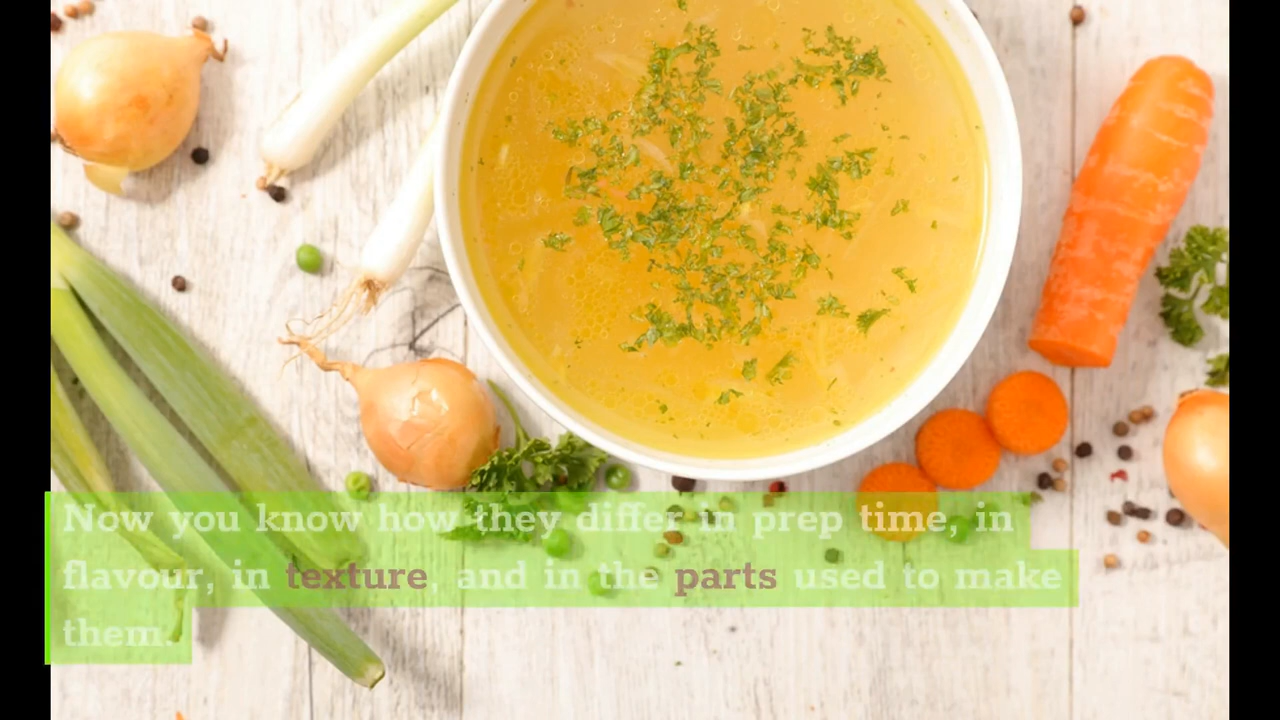 Now you know how they differ in prep time, in
flavour, in texture, and in the parts used to make
them.